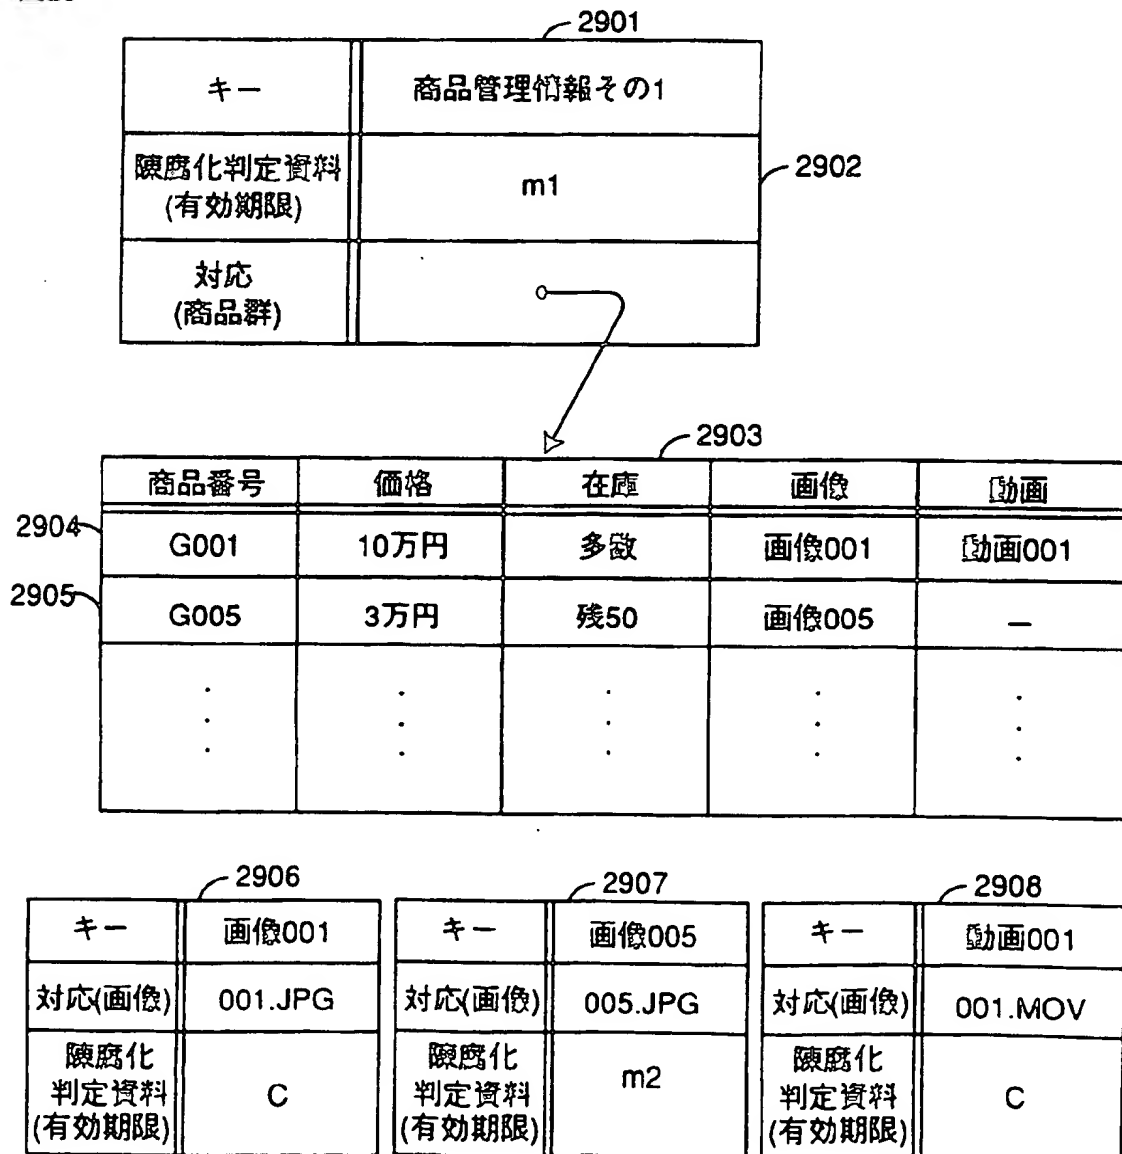 2901
キー 商品管理情報その1
陳腐化判定資料
(有効期限)
m1
2902
対応
(商品群)
2903
商品番号 価格 在庫 画像 動画
2904 G001 10万円 多数 画像001 動画001
2905 G005 3万円 残50 画像005 −
2906
キー 画像001
対応(画像) 001.JPG
陳腐化
判定資料
(有効期限)
C
2907
キー 画像005
対応(画像) 005.JPG
陳腐化
判定資料
(有効期限)
m2
2908
キー 動画001
対応(画像) 001.MOV
陳腐化
判定資料
(有効期限)
C